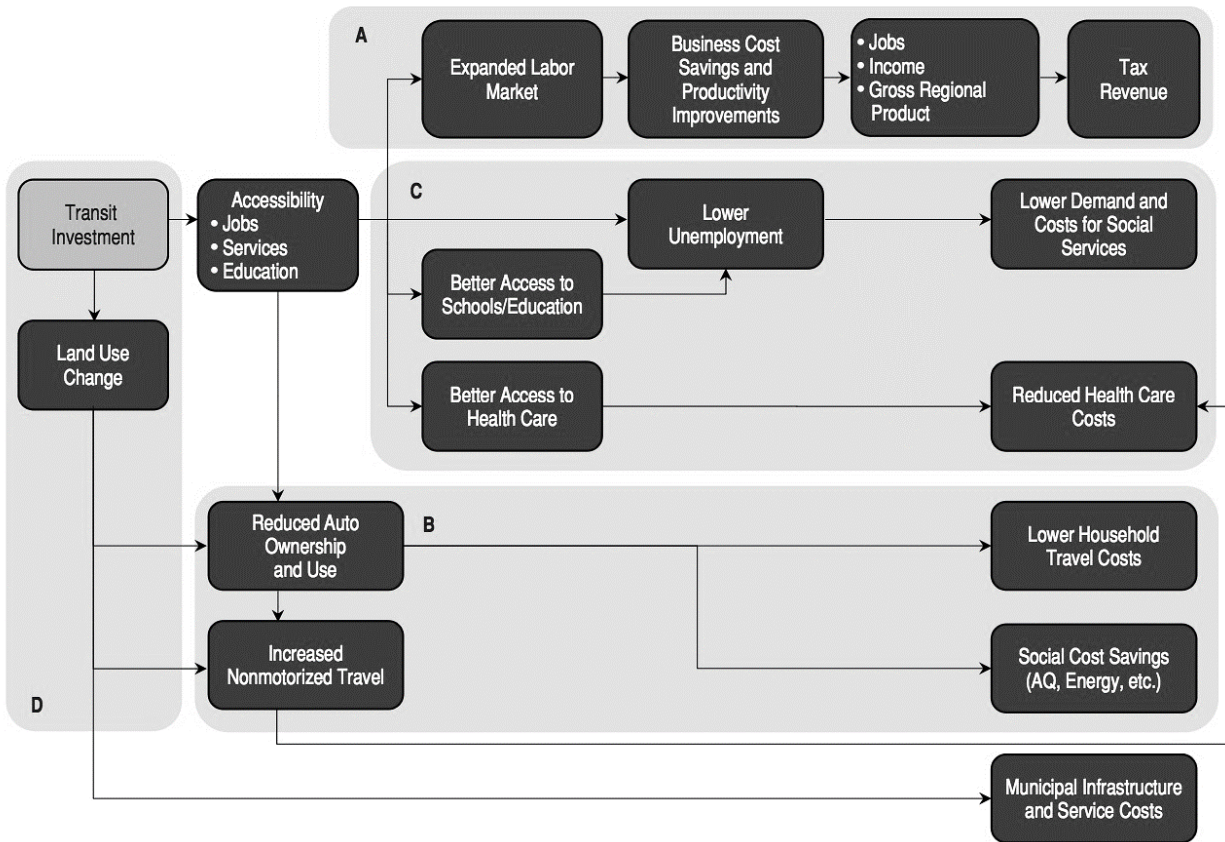 A
Expanded Labor
Market
Business Cost
Savings and
Productivity
Improvements
• Jobs
• Income
• Gross Regional
Product
Tax
Revenue
Transit
Investment
Accessibility
• Jobs
• Services
• Education
C
Lower
Unemployment
Lower Demand and
Costs for Social
Services
Better Access to
Schools/Education
Land Use
Change
Better Access to
Health Care
Reduced Health Care
Costs
Reduced Auto
Ownership
and Use
B
Lower Household
Travel Costs
Increased
Nonmotorized Travel
Social Cost Savings
(AQ, Energy, etc.)
D
Municipal Infrastructure
and Service Costs